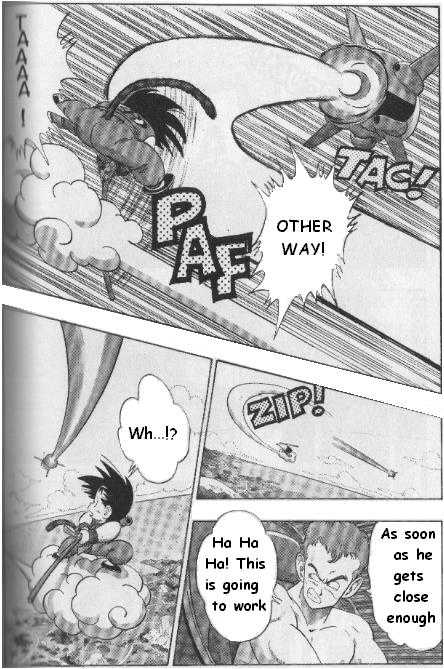 TAAAA!
TAC!
PAF
OTHER
WAY!
Wh...!?
ZIP!
As soon
as he
gets
close
enough
Ha Ha
Ha! This
is going
to work